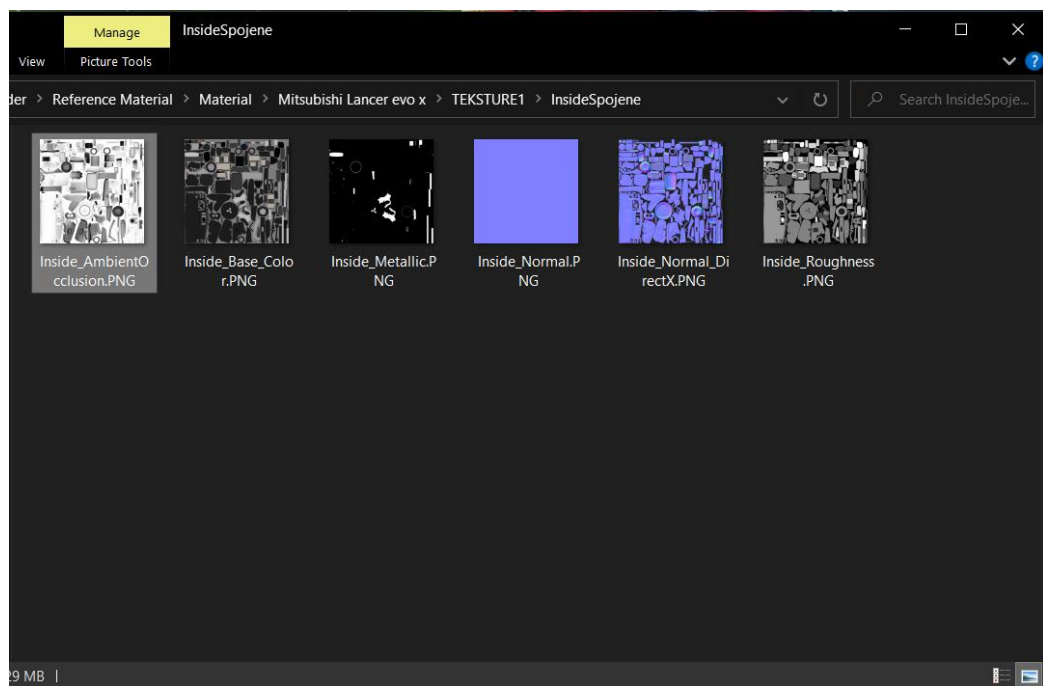 Manage
InsideSpojene
View
Picture Tools
der > Reference Material > Material > Mitsubishi Lancer evo x > TEKSTURE1 > InsideSpojene
Search InsideSpoje...
Inside_AmbientO
cclusion.PNG
Inside_Base_Colo
r.PNG
Inside_Metallic.P
NG
Inside_Normal.P
NG
Inside_Normal_Di
rectX.PNG
Inside_Roughness
.PNG
29 MB